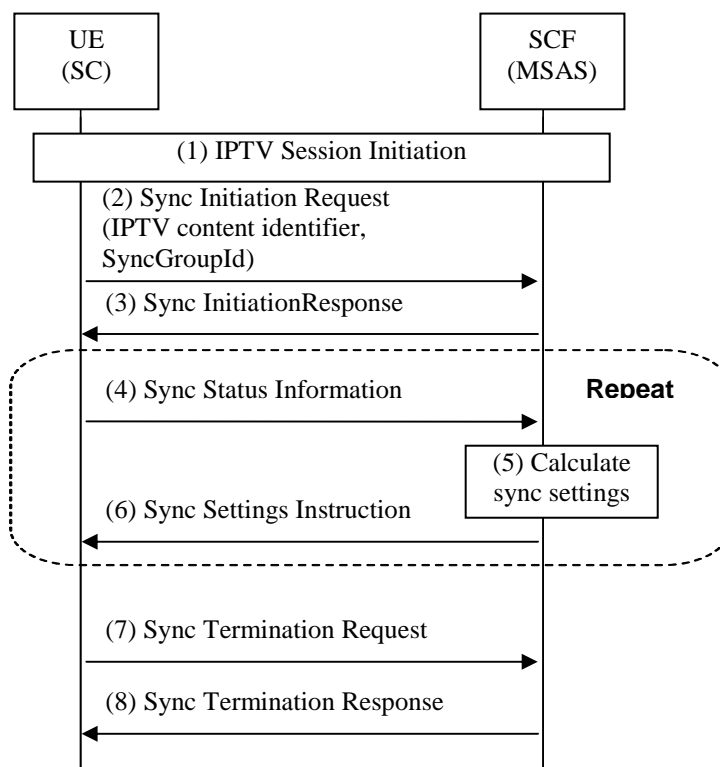 UE
(SC)
SCF
(MSAS)
(1) IPTV Session Initiation
(2) Sync Initiation Request
(IPTV content identifier,
SyncGroupId)
(3) Sync InitiationResponse
(4) Sync Status Information
Repeat
(5) Calculate
sync settings
(6) Sync Settings Instruction
(7) Sync Termination Request
(8) Sync Termination Response